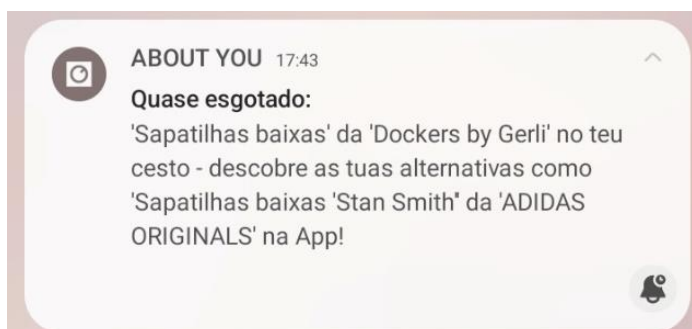 ABOUT YOU 17:43
Quase esgotado:
'Sapatilhas baixas' da 'Dockers by Gerli' no teu
cesto - descobre as tuas alternativas como
'Sapatilhas baixas 'Stan Smith'' da 'ADIDAS
ORIGINALS' na App!